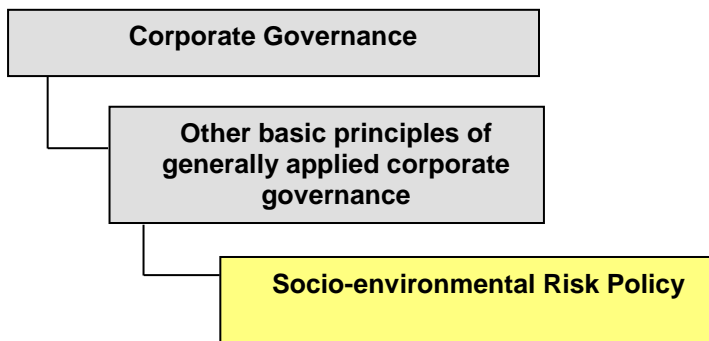 Corporate Governance
Other basic principles of
generally applied corporate
governance
Socio-environmental Risk Policy